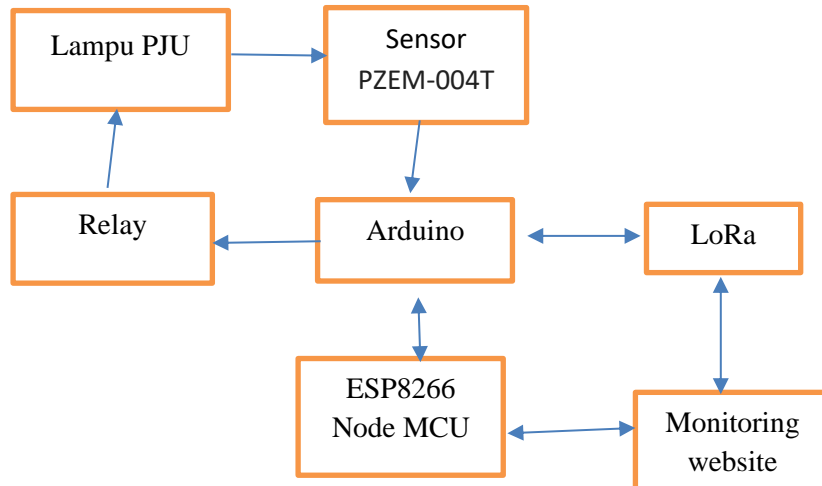 Lampu PJU
Sensor
PZEM-004T
Relay
Arduino
LoRa
ESP8266
Node MCU
Monitoring
website